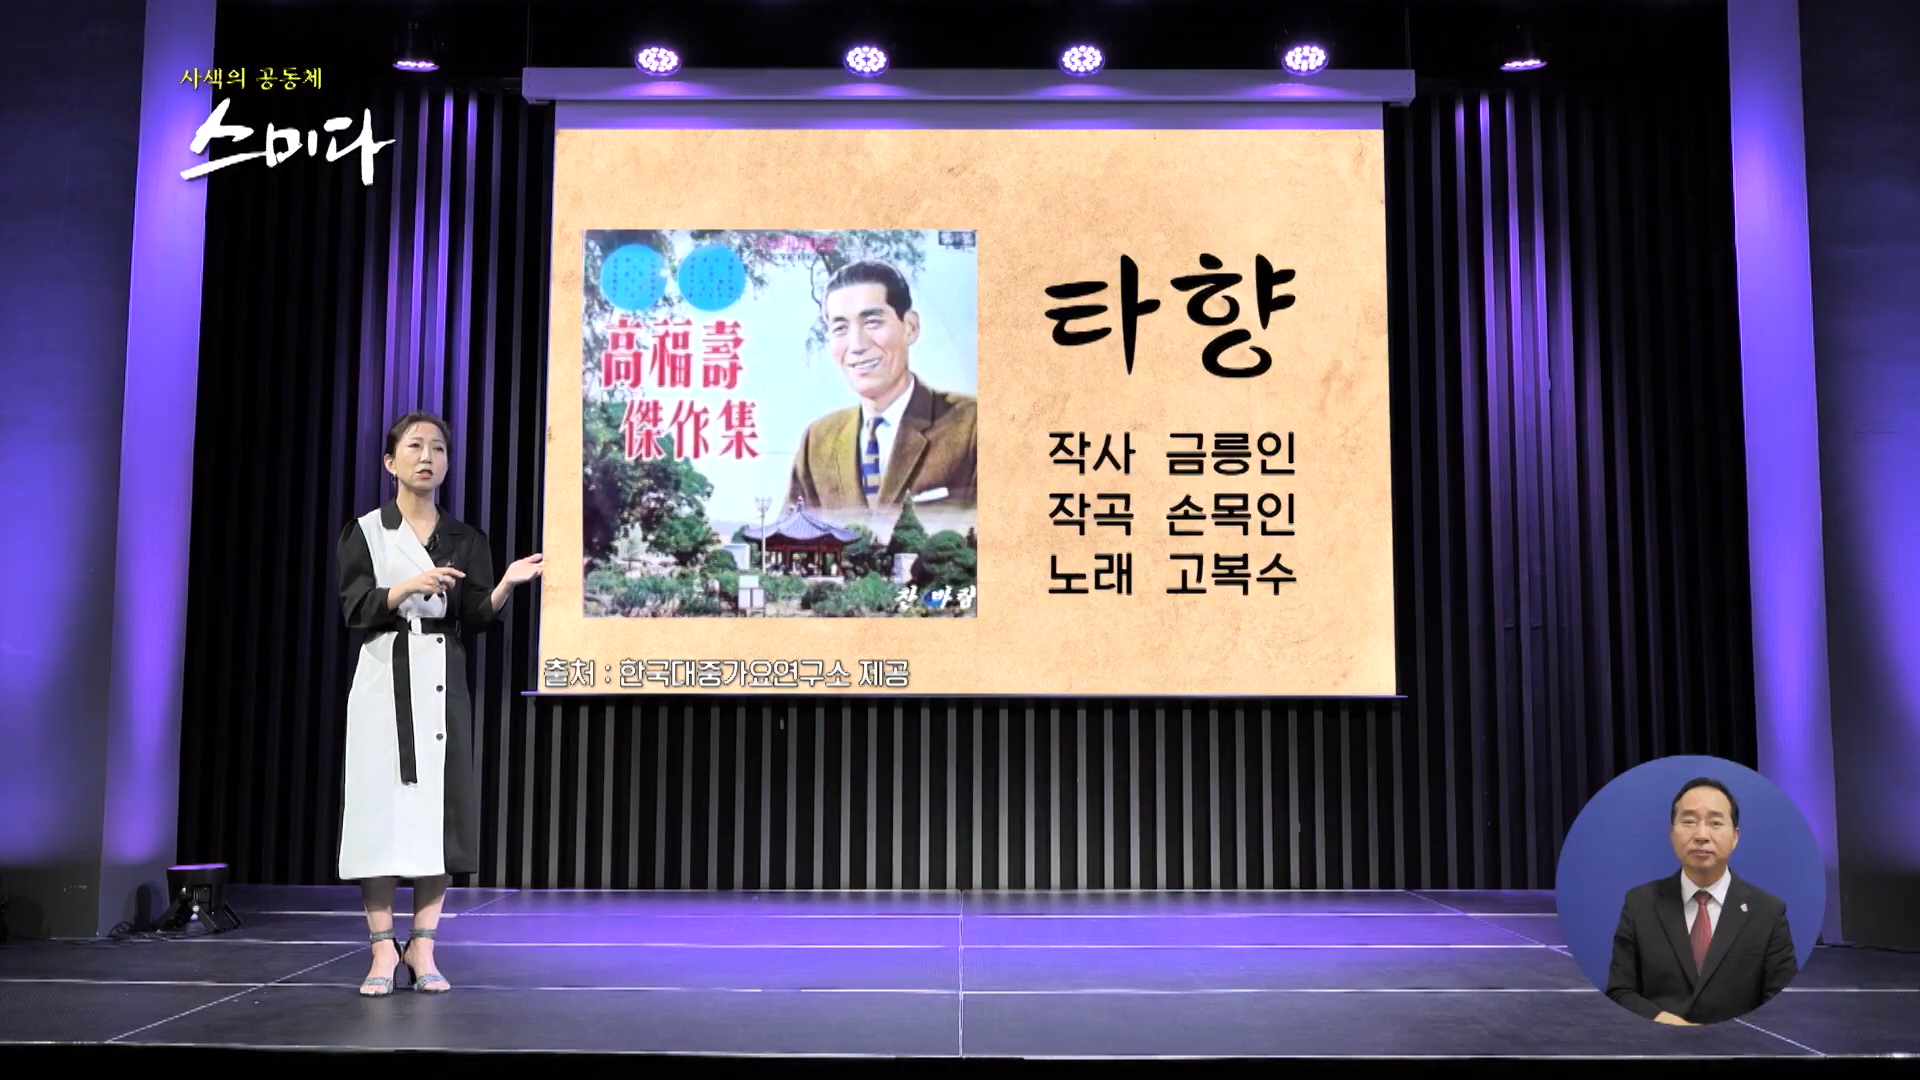 사색의 공동체
스미다
타향
高福壽
傑作集
작사 금릉인
작곡 손목인
노래 고복수
출처 : 한국대중가요연구소 제공